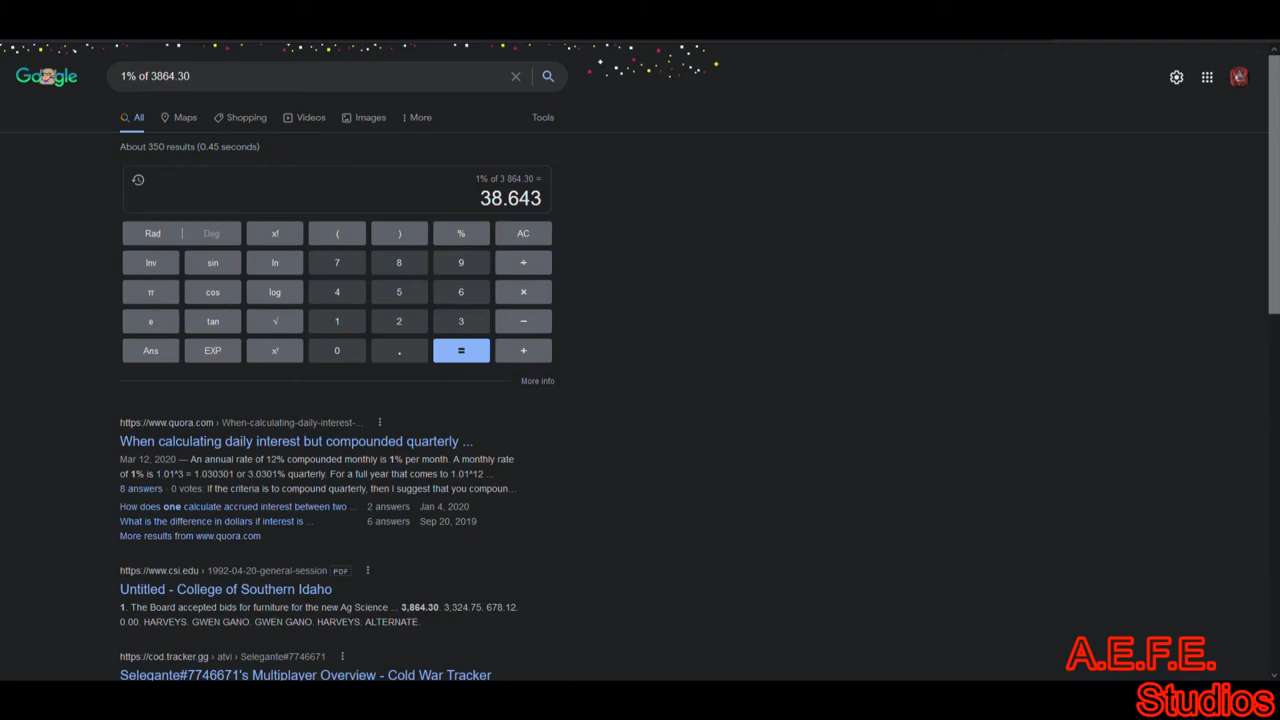 Google
1% of 3864.30
All Maps Shopping Videos Images More Tools
About 350 results (0.45 seconds)
1% of 3 864.30 =
38.643
Rad Deg x! ( ) % AC
Inv sin ln 7 8 9 ÷
π cos log 4 5 6 ×
e tan √ 1 2 3 −
Ans EXP xʸ 0 . = +
More info
https://www.quora.com › When-calculating-daily-interest-...
When calculating daily interest but compounded quarterly ...
Mar 12, 2020 — An annual rate of 12% compounded monthly is 1% per month. A monthly rate
of 1% is 1.01^3 = 1.030301 or 3.0301% quarterly. For a full year that comes to 1.01^12 ...
8 answers · 0 votes: If the criteria is to compound quarterly, then I suggest that you compoun...
How does one calculate accrued interest between two ... 2 answers Jan 4, 2020
What is the difference in dollars if interest is ... 6 answers Sep 20, 2019
More results from www.quora.com
https://www.csi.edu › 1992-04-20-general-session PDF
Untitled - College of Southern Idaho
1. The Board accepted bids for furniture for the new Ag Science ... 3,864.30. 3,324.75. 678.12.
0.00. HARVEYS. GWEN GANO. GWEN GANO. HARVEYS. ALTERNATE.
https://cod.tracker.gg › atvi › Selegante#7746671
Selegante#7746671's Multiplayer Overview - Cold War Tracker
A.E.F.E.
Studios